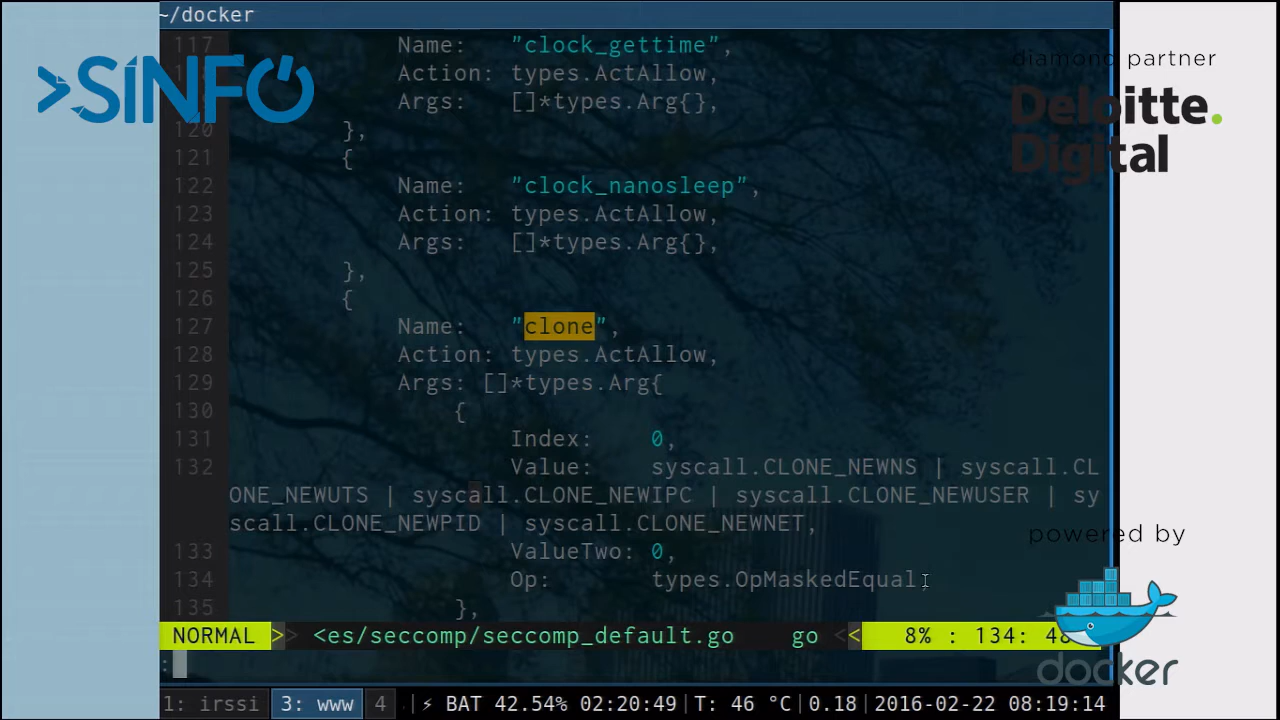 ~/docker
117 Name: "clock_gettime",
Action: types.ActAllow,
Args: []*types.Arg{},
120 },
121 {
122 Name: "clock_nanosleep",
123 Action: types.ActAllow,
124 Args: []*types.Arg{},
125 },
126 {
127 Name: "clone",
128 Action: types.ActAllow,
129 Args: []*types.Arg{
130 {
131 Index: 0,
132 Value: syscall.CLONE_NEWNS | syscall.CL
ONE_NEWUTS | syscall.CLONE_NEWIPC | syscall.CLONE_NEWUSER | sy
scall.CLONE_NEWPID | syscall.CLONE_NEWNET,
133 ValueTwo: 0,
134 Op: types.OpMaskedEqual,
135 },
NORMAL >> <es/seccomp/seccomp_default.go go << 8% : 134:
:
1: irssi 3: www 4 ⚡ BAT 42.54% 02:20:49|T: 46 °C|0.18|2016-02-22 08:19:14
>SINFO
diamond partner
Deloitte.
Digital
powered by
docker